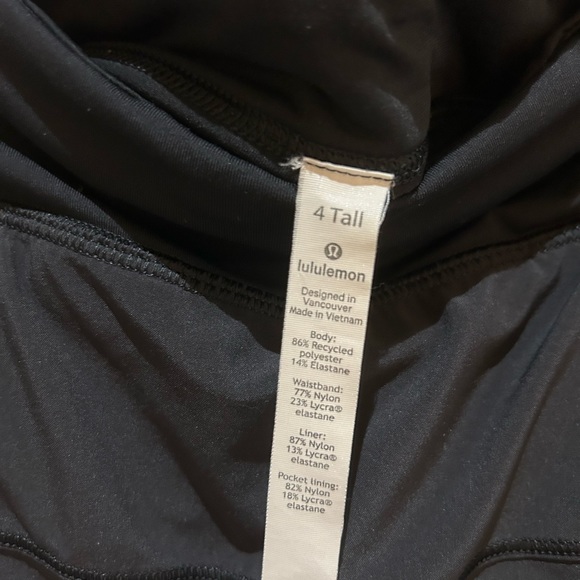 4 Tall
lululemon
Designed in
Vancouver
Made in Vietnam
Body:
86% Recycled
polyester
14% Elastane
Waistband:
77% Nylon
23% Lycra®
elastane
Liner:
87% Nylon
13% Lycra®
elastane
Pocket lining:
82% Nylon
18% Lycra®
elastane